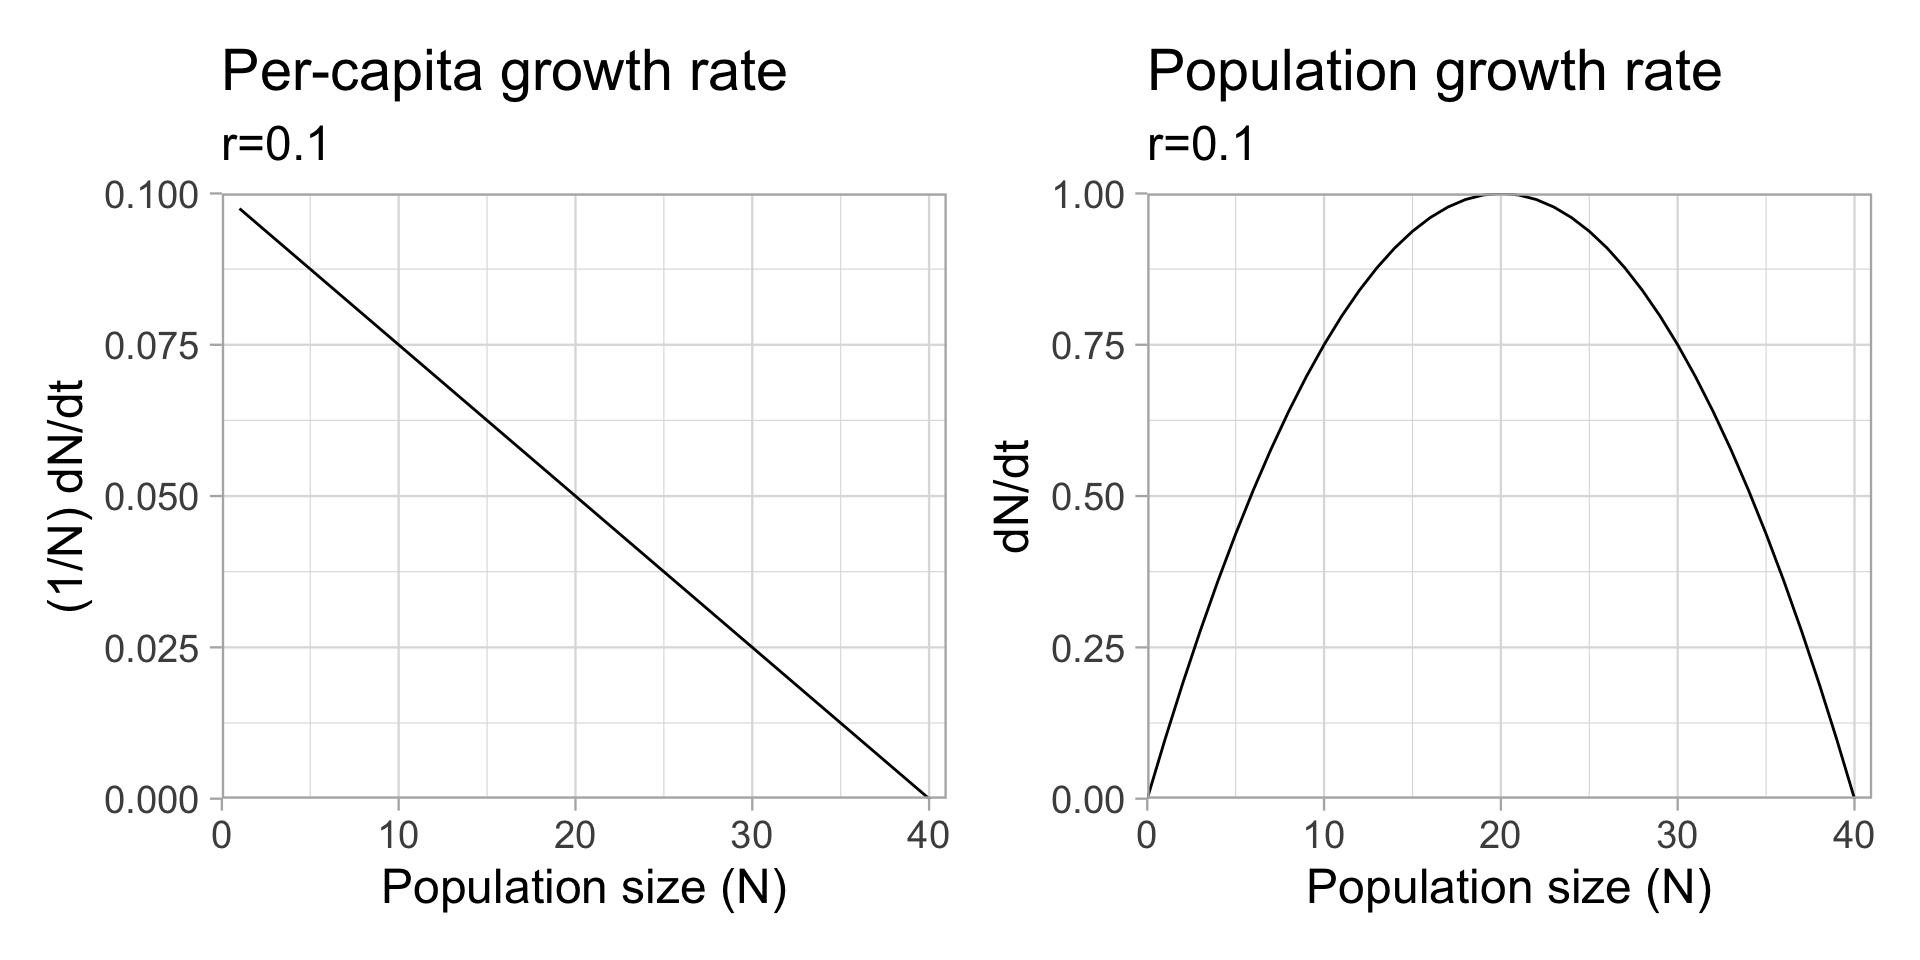 Per-capita growth rate
r=0.1
0.100
0.075
0.050
0.025
0.000
(1/N) dN/dt
0 10 20 30 40
Population size (N)
Population growth rate
r=0.1
1.00
0.75
0.50
0.25
0.00
dN/dt
0 10 20 30 40
Population size (N)